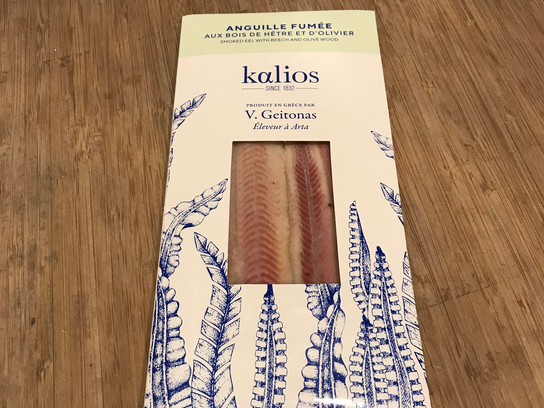 ANGUILLE FUMÉE
AUX BOIS DE HÊTRE ET D'OLIVIER
SMOKED EEL WITH BEECH AND OLIVE WOOD
kαlios
SINCE 1832
PRODUIT EN GRÈCE PAR
V. Geitonas
Éleveur à Arta